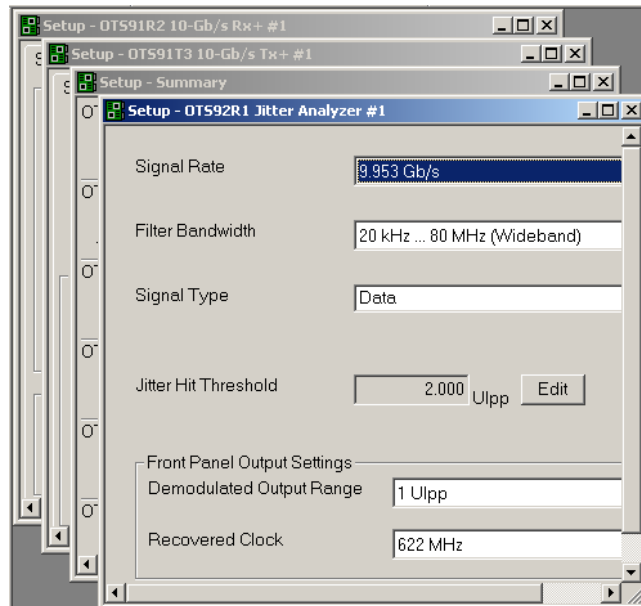 Setup - OTS91R2 10-Gb/s Rx+ #1
Setup - OTS91T3 10-Gb/s Tx+ #1
Setup - Summary
Setup - OTS92R1 Jitter Analyzer #1
Signal Rate
9.953 Gb/s
Filter Bandwidth
20 kHz ... 80 MHz (Wideband)
Signal Type
Data
Jitter Hit Threshold
2.000 UIpp Edit
Front Panel Output Settings
Demodulated Output Range
1 UIpp
Recovered Clock
622 MHz